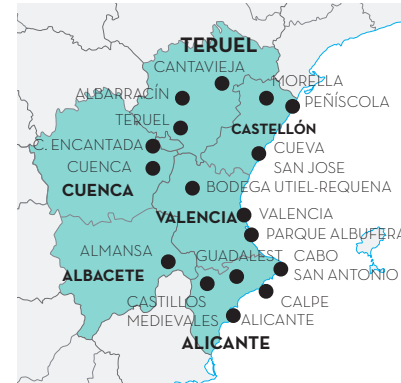 TERUEL
CANTAVIEJA
MORELLA
ALBARRACÍN
PEÑÍSCOLA
TERUEL
CASTELLÓN
C. ENCANTADA
CUEVA
SAN JOSE
CUENCA
CUENCA
BODEGA UTIEL-REQUENA
VALENCIA
VALENCIA
PARQUE ALBUFERA
ALMANSA
GUADALEST
CABO
SAN ANTONIO
ALBACETE
CASTILLOS
MEDIEVALES
CALPE
ALICANTE
ALICANTE